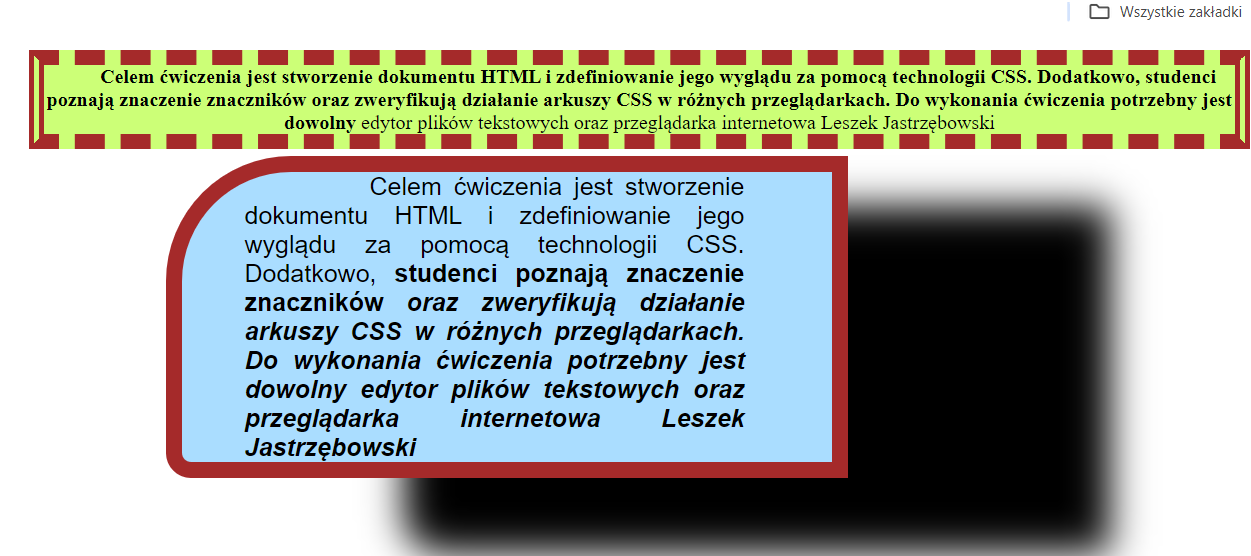 Wszystkie zakładki
Celem ćwiczenia jest stworzenie dokumentu HTML i zdefiniowanie jego wyglądu za pomocą technologii CSS. Dodatkowo, studenci
poznają znaczenie znaczników oraz zweryfikują działanie arkuszy CSS w różnych przeglądarkach. Do wykonania ćwiczenia potrzebny jest
dowolny edytor plików tekstowych oraz przeglądarka internetowa Leszek Jastrzębowski
Celem ćwiczenia jest stworzenie
dokumentu HTML i zdefiniowanie jego
wyglądu za pomocą technologii CSS.
Dodatkowo, studenci poznają znaczenie
znaczników oraz zweryfikują działanie
arkuszy CSS w różnych przeglądarkach.
Do wykonania ćwiczenia potrzebny jest
dowolny edytor plików tekstowych oraz
przeglądarka internetowa Leszek
Jastrzębowski